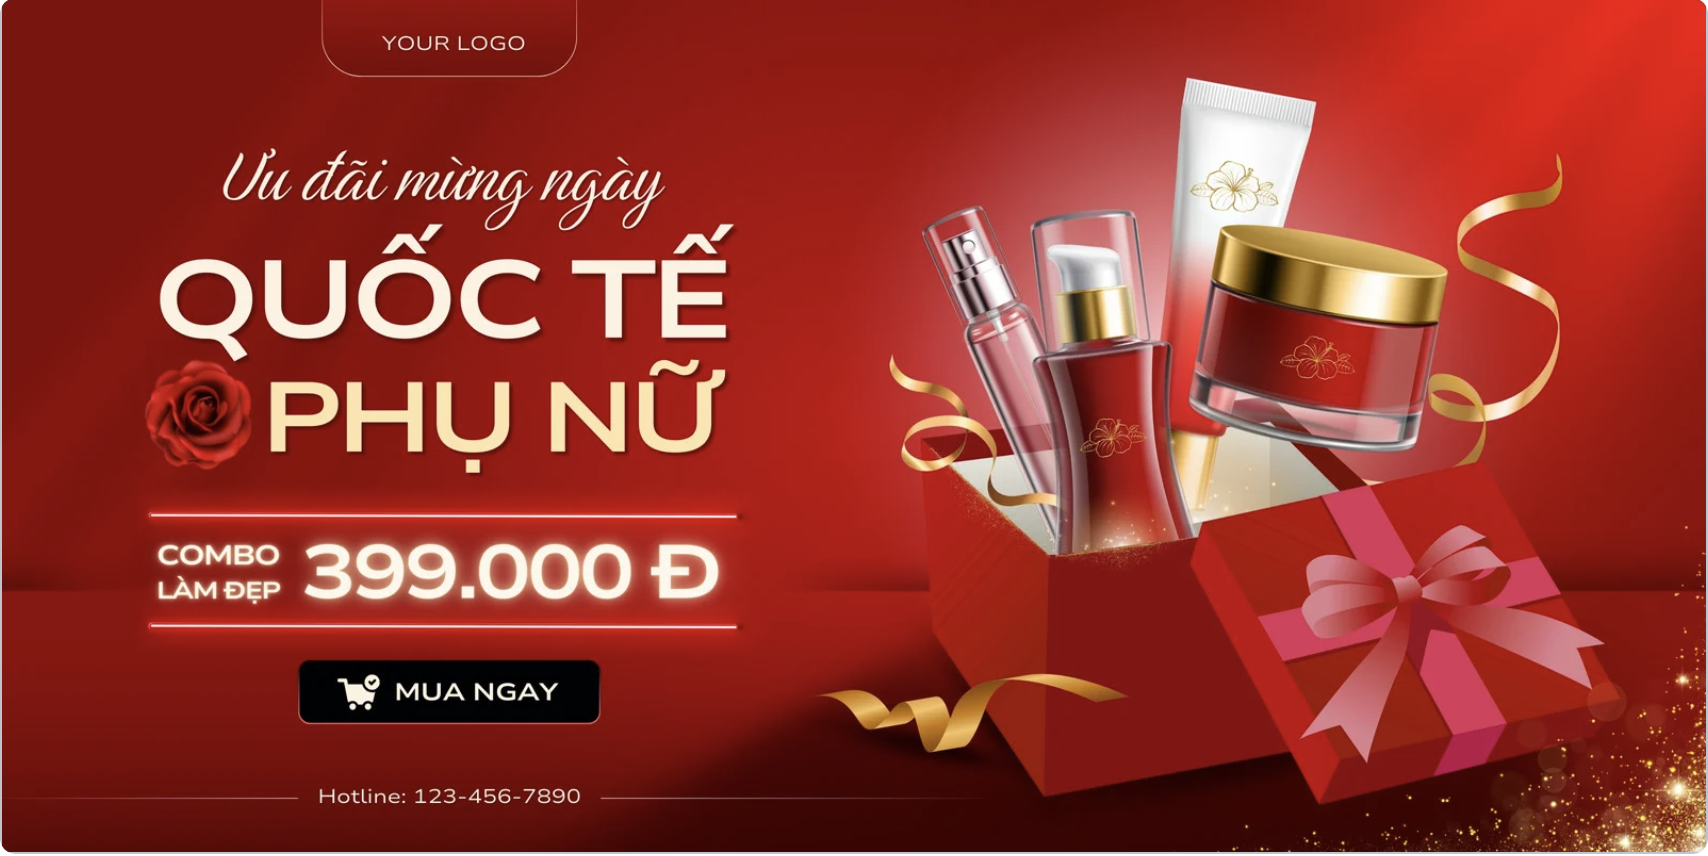 YOUR LOGO
Ưu đãi mừng ngày
QUỐC TẾ
PHỤ NỮ
COMBO
LÀM ĐẸP
399.000 Đ
MUA NGAY
Hotline: 123-456-7890